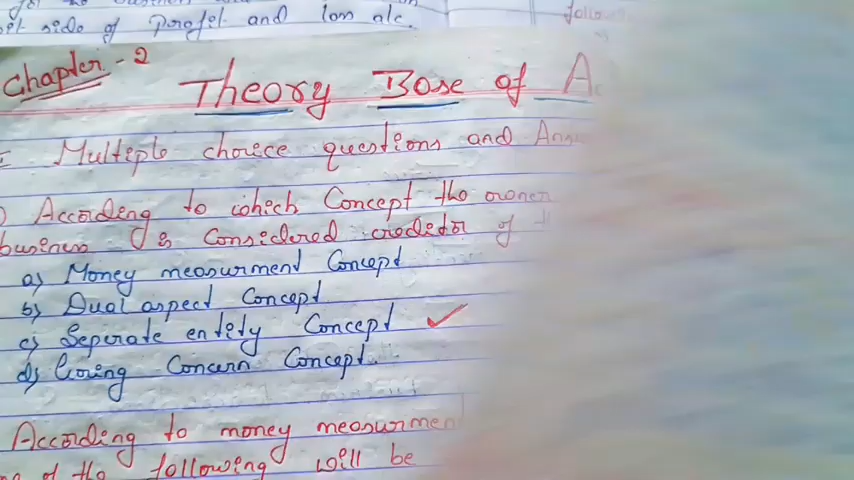 side of profet and loss a/c.
Chapter - 2
Theory Base of A
Multiple choice questions and Ans
According to which Concept the owner
business is considered creditor of
a) Money measurment Concept
b) Dual aspect Concept
c) Seperate entity Concept ✓
d) Going Concern Concept.
According to money measurmen
of the following will be